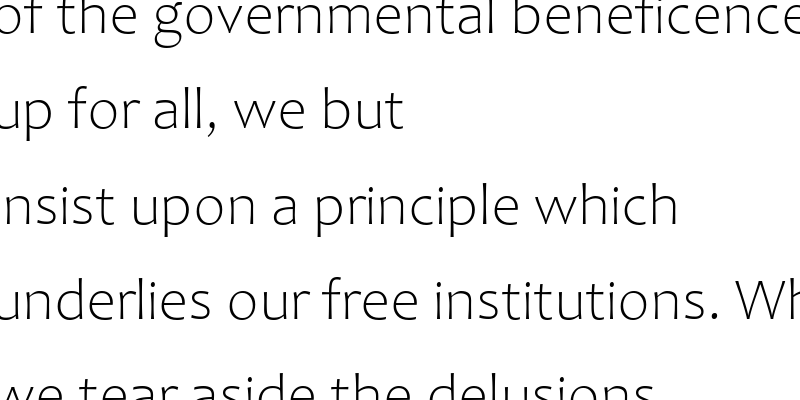 of the governmental beneficence
up for all, we but
insist upon a principle which
underlies our free institutions. Wh
we tear aside the delusions